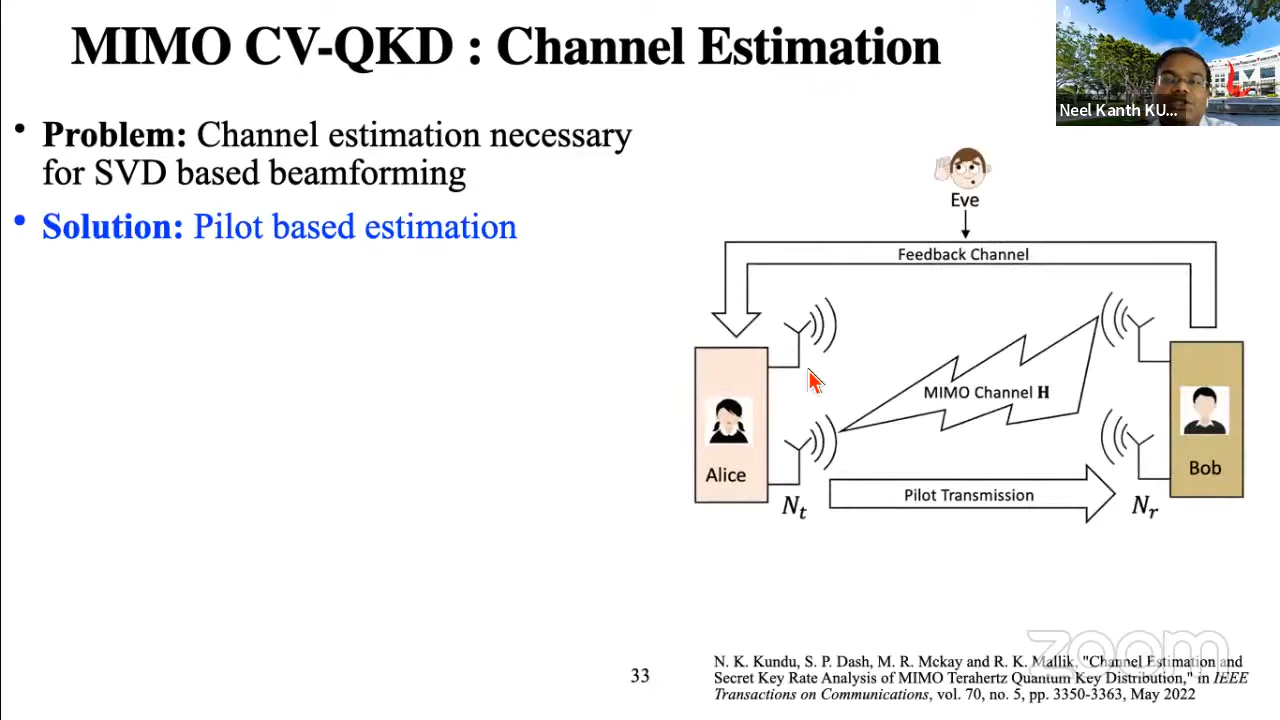 MIMO CV-QKD : Channel Estimation
Neel Kanth KU...
• Problem: Channel estimation necessary
for SVD based beamforming
• Solution: Pilot based estimation
Eve
Feedback Channel
MIMO Channel H
Alice
Bob
Pilot Transmission
Nt
Nr
33
zoom
N. K. Kundu, S. P. Dash, M. R. Mckay and R. K. Mallik, "Channel Estimation and
Secret Key Rate Analysis of MIMO Terahertz Quantum Key Distribution," in IEEE
Transactions on Communications, vol. 70, no. 5, pp. 3350-3363, May 2022